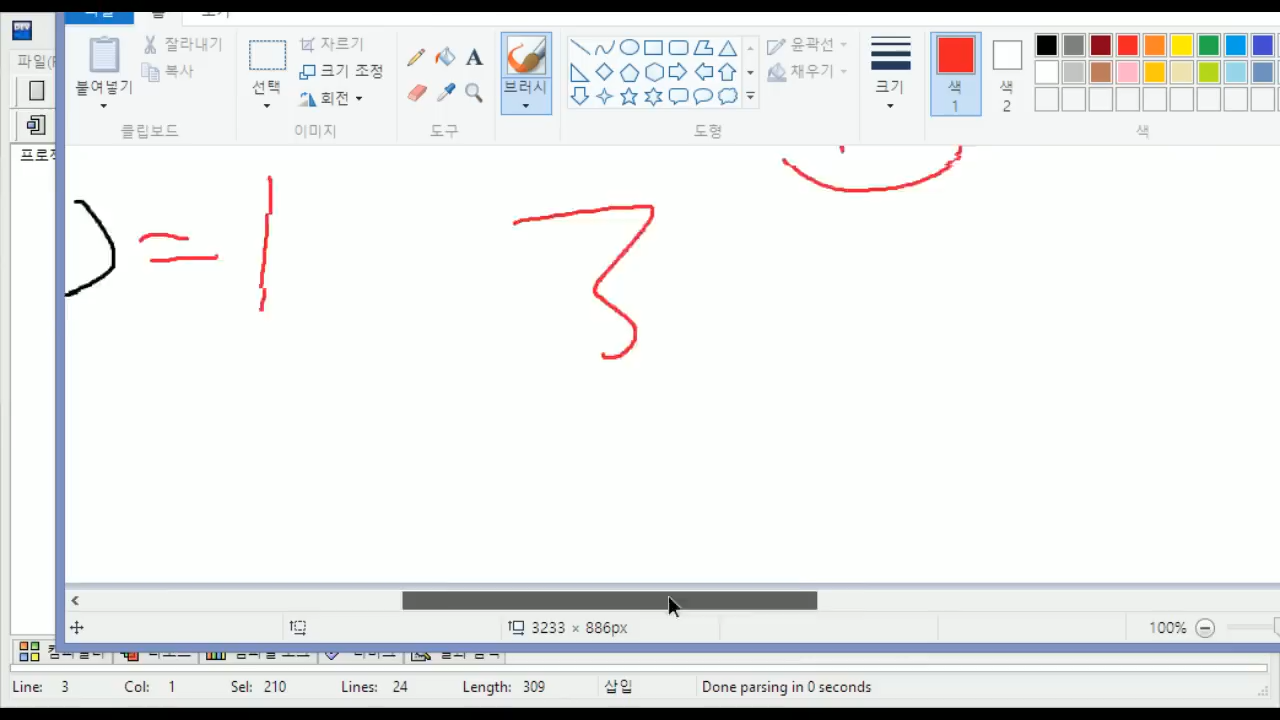 DEV
파일(F
붙여넣기
잘라내기
복사
클립보드
선택
자르기
크기 조정
회전
이미지
A
도구
브러시
윤곽선
채우기
도형
크기
색
1
색
2
색
프로젝
) = 1
3
3233 × 886px
100%
Line: 3 Col: 1 Sel: 210 Lines: 24 Length: 309 삽입 Done parsing in 0 seconds